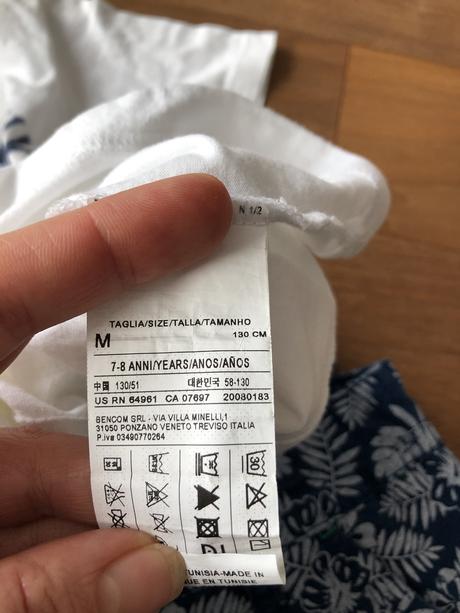 N 1/2
TAGLIA/SIZE/TALLA/TAMANHO
M 130 CM
7-8 ANNI/YEARS/ANOS/AÑOS
中国 130/51 대한민국 58-130
US RN 64961 CA 07697 20080183
BENCOM SRL - VIA VILLA MINELLI,1
31050 PONZANO VENETO TREVISO ITALIA
P.iva 03490770264
30
TUNISIA-MADE IN
UE EN TUNISIE